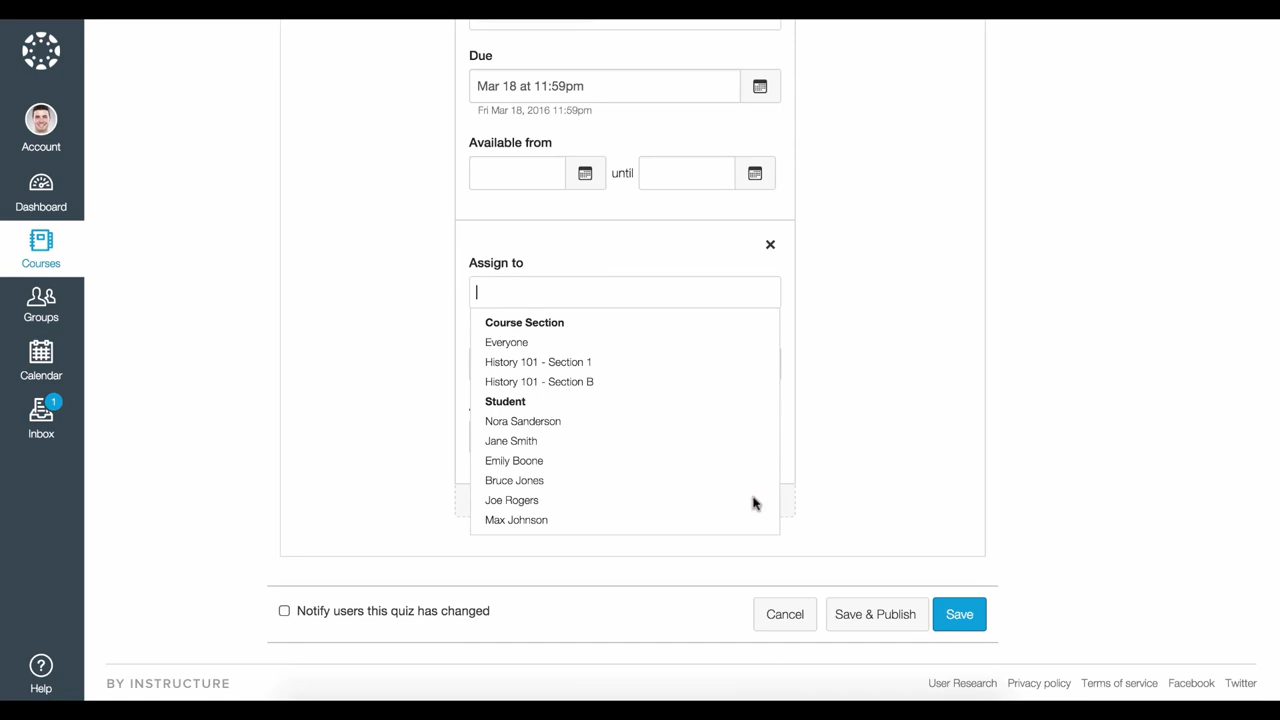 Account
Dashboard
Courses
Groups
Calendar
1
Inbox
Help
Due
Mar 18 at 11:59pm
Fri Mar 18, 2016 11:59pm
Available from
until
Assign to
Course Section
Everyone
History 101 - Section 1
History 101 - Section B
Student
Nora Sanderson
Jane Smith
Emily Boone
Bruce Jones
Joe Rogers
Max Johnson
Notify users this quiz has changed
Cancel
Save & Publish
Save
BY INSTRUCTURE
User Research
Privacy policy
Terms of service
Facebook
Twitter